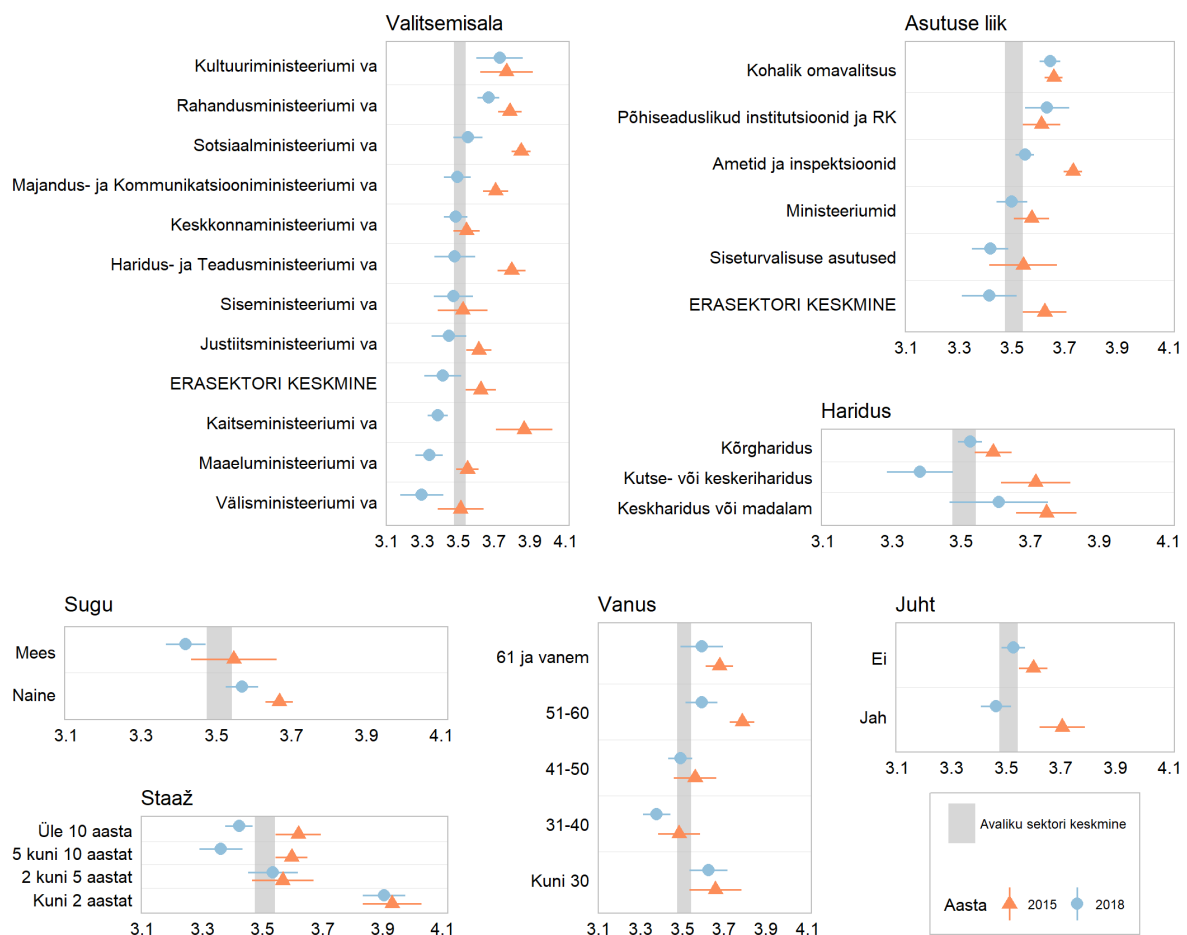 Valitsemisala
Kultuuriministeeriumi va
Rahandusministeeriumi va
Sotsiaalministeeriumi va
Majandus- ja Kommunikatsiooniministeeriumi va
Keskkonnaministeeriumi va
Haridus- ja Teadusministeeriumi va
Siseministeeriumi va
Justiitsministeeriumi va
ERASEKTORI KESKMINE
Kaitseministeeriumi va
Maaeluministeeriumi va
Välisministeeriumi va
3.1 3.3 3.5 3.7 3.9 4.1
Asutuse liik
Kohalik omavalitsus
Põhiseaduslikud institutsioonid ja RK
Ametid ja inspektsioonid
Ministeeriumid
Siseturvalisuse asutused
ERASEKTORI KESKMINE
3.1 3.3 3.5 3.7 3.9 4.1
Haridus
Kõrgharidus
Kutse- või keskeriharidus
Keskharidus või madalam
3.1 3.3 3.5 3.7 3.9 4.1
Sugu
Mees
Naine
3.1 3.3 3.5 3.7 3.9 4.1
Staaž
Üle 10 aasta
5 kuni 10 aastat
2 kuni 5 aastat
Kuni 2 aastat
3.1 3.3 3.5 3.7 3.9 4.1
Vanus
61 ja vanem
51-60
41-50
31-40
Kuni 30
3.1 3.3 3.5 3.7 3.9 4.1
Juht
Ei
Jah
3.1 3.3 3.5 3.7 3.9 4.1
Avaliku sektori keskmine
Aasta 2015 2018